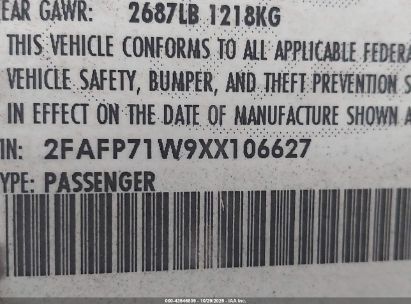 EAR GAWR: 2687LB 1218KG
THIS VEHICLE CONFORMS TO ALL APPLICABLE FEDERA
VEHICLE SAFETY, BUMPER, AND THEFT PREVENTION S
IN EFFECT ON THE DATE OF MANUFACTURE SHOWN A
IN: 2FAFP71W9XX106627
YPE: PASSENGER